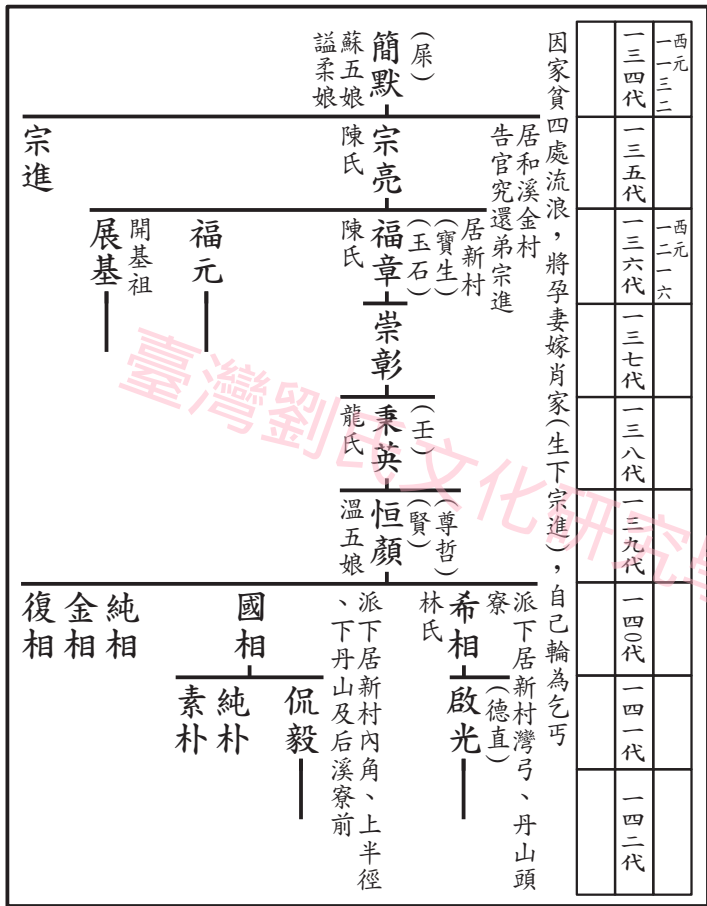 西元一一三二
西元一二一六
一三四代
一三五代
一三六代
一三七代
一三八代
一三九代
一四〇代
一四一代
一四二代
因家貧四處流浪，將孕妻嫁肖家(生下宗進)，自己輪為乞丐
(屎)
簡默
蘇五娘
謚柔娘
居和溪金村
告官究還弟宗進
宗亮
陳氏
宗進
居新村
(寶生)
(玉石)
福章
陳氏
福元
開基祖
展基
崇彰
(壬)
秉英
龍氏
(尊哲)
(賢)
恒顏
溫五娘
派下居新村灣弓、丹山頭
寮
希相
林氏
派下居新村內角、上半徑
、下丹山及后溪寮前
國相
純相
金相
復相
(德直)
啟光
侃毅
純朴
素朴
臺灣劉氏文化研究學